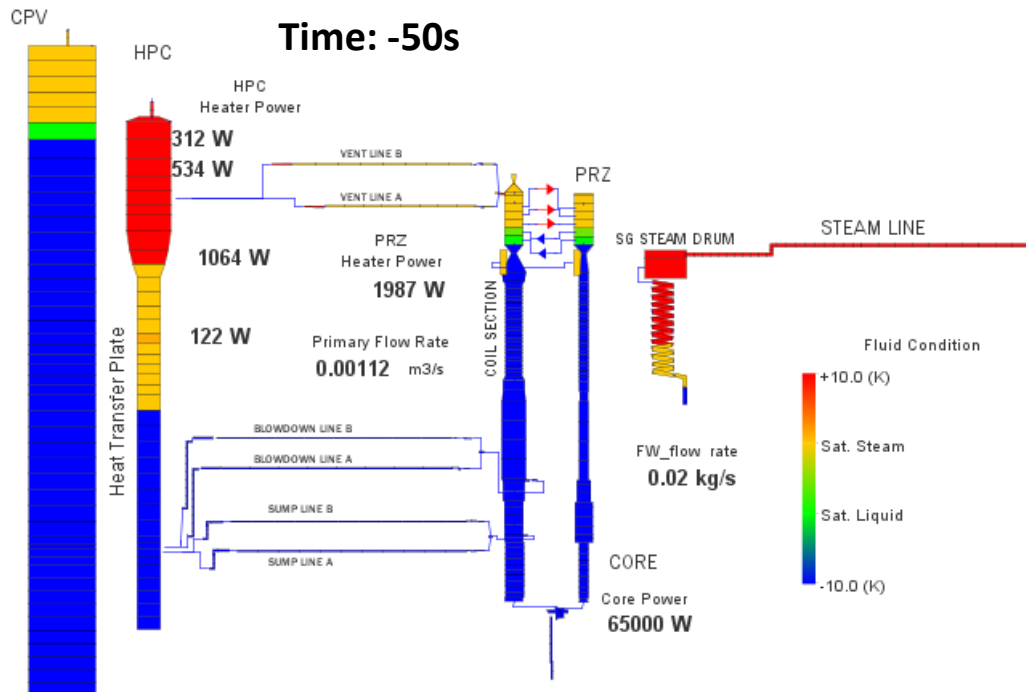 CPV
Time: -50s
HPC
HPC
Heater Power
312 W
534 W
VENT LINE B
VENT LINE A
PRZ
SG STEAM DRUM
STEAM LINE
1064 W
PRZ
Heater Power
1987 W
COIL SECTION
122 W
Heat Transfer Plate
Primary Flow Rate
0.00112 m3/s
Fluid Condition
+10.0 (K)
Sat. Steam
Sat. Liquid
-10.0 (K)
BLOWDOWN LINE B
BLOWDOWN LINE A
FW_flow rate
0.02 kg/s
SUMP LINE B
SUMP LINE A
CORE
Core Power
65000 W